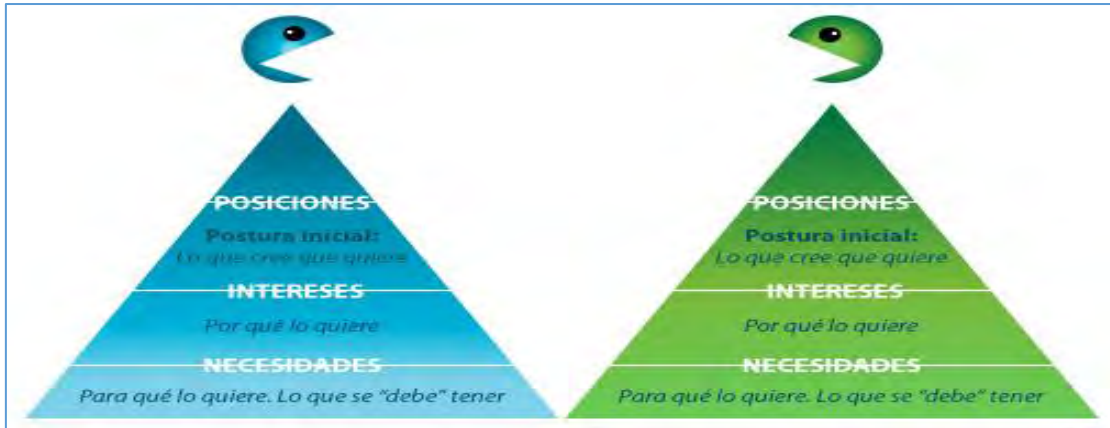 POSICIONES
Postura inicial:
Lo que cree que quiere
INTERESES
Por qué lo quiere
NECESIDADES
Para qué lo quiere. Lo que se “debe” tener
POSICIONES
Postura inicial:
Lo que cree que quiere
INTERESES
Por qué lo quiere
NECESIDADES
Para qué lo quiere. Lo que se “debe” tener